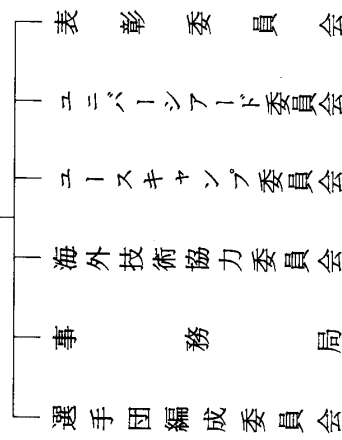 表彰委員会
ユニバーシアード委員会
ユースキャンプ委員会
海外技術協力委員会
事務局
選手団編成委員会